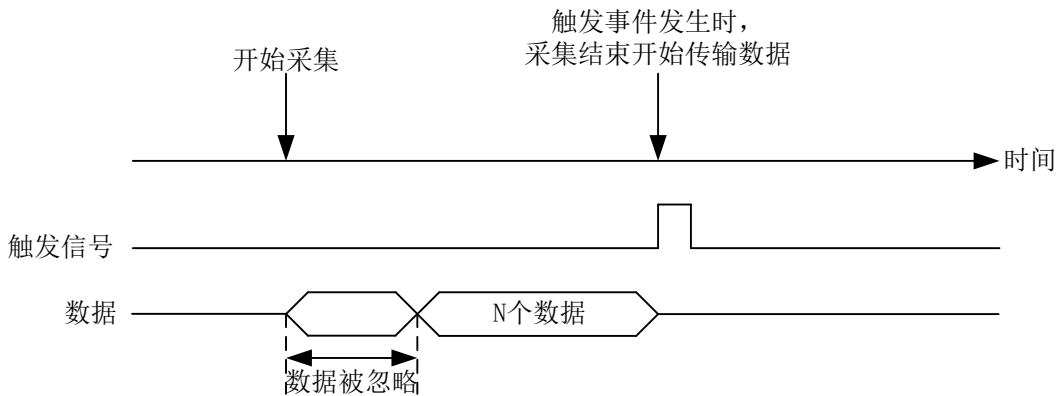 触发事件发生时，
采集结束开始传输数据
开始采集
时间
触发信号
数据
N个数据
数据被忽略